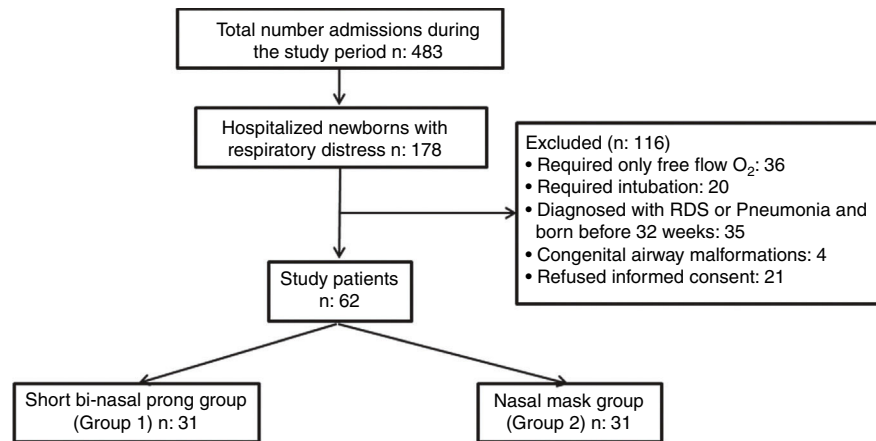 Total number admissions during
the study period n: 483
Hospitalized newborns with
respiratory distress n: 178
Excluded (n: 116)
• Required only free flow O₂: 36
• Required intubation: 20
• Diagnosed with RDS or Pneumonia and
born before 32 weeks: 35
• Congenital airway malformations: 4
• Refused informed consent: 21
Study patients
n: 62
Short bi-nasal prong group
(Group 1) n: 31
Nasal mask group
(Group 2) n: 31